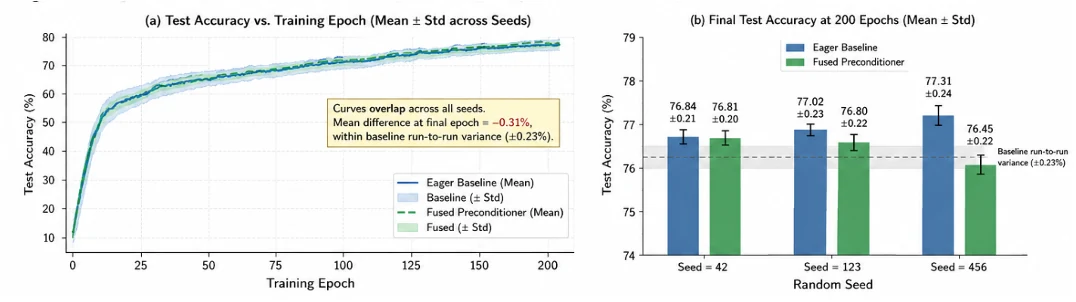 (a) Test Accuracy vs. Training Epoch (Mean ± Std across Seeds)
Test Accuracy (%)
80
70
60
50
40
30
20
10
0
25
50
75
100
125
150
175
200
Training Epoch
Curves overlap across all seeds.
Mean difference at final epoch = −0.31%,
within baseline run-to-run variance (±0.23%).
Eager Baseline (Mean)
Baseline (± Std)
Fused Preconditioner (Mean)
Fused (± Std)
(b) Final Test Accuracy at 200 Epochs (Mean ± Std)
Test Accuracy (%)
79
78
77
76
75
74
Eager Baseline
Fused Preconditioner
76.84
±0.21
76.81
±0.20
77.02
±0.23
76.80
±0.22
77.31
±0.24
76.45
±0.22
Baseline run-to-run
variance (±0.23%)
Seed = 42
Seed = 123
Seed = 456
Random Seed